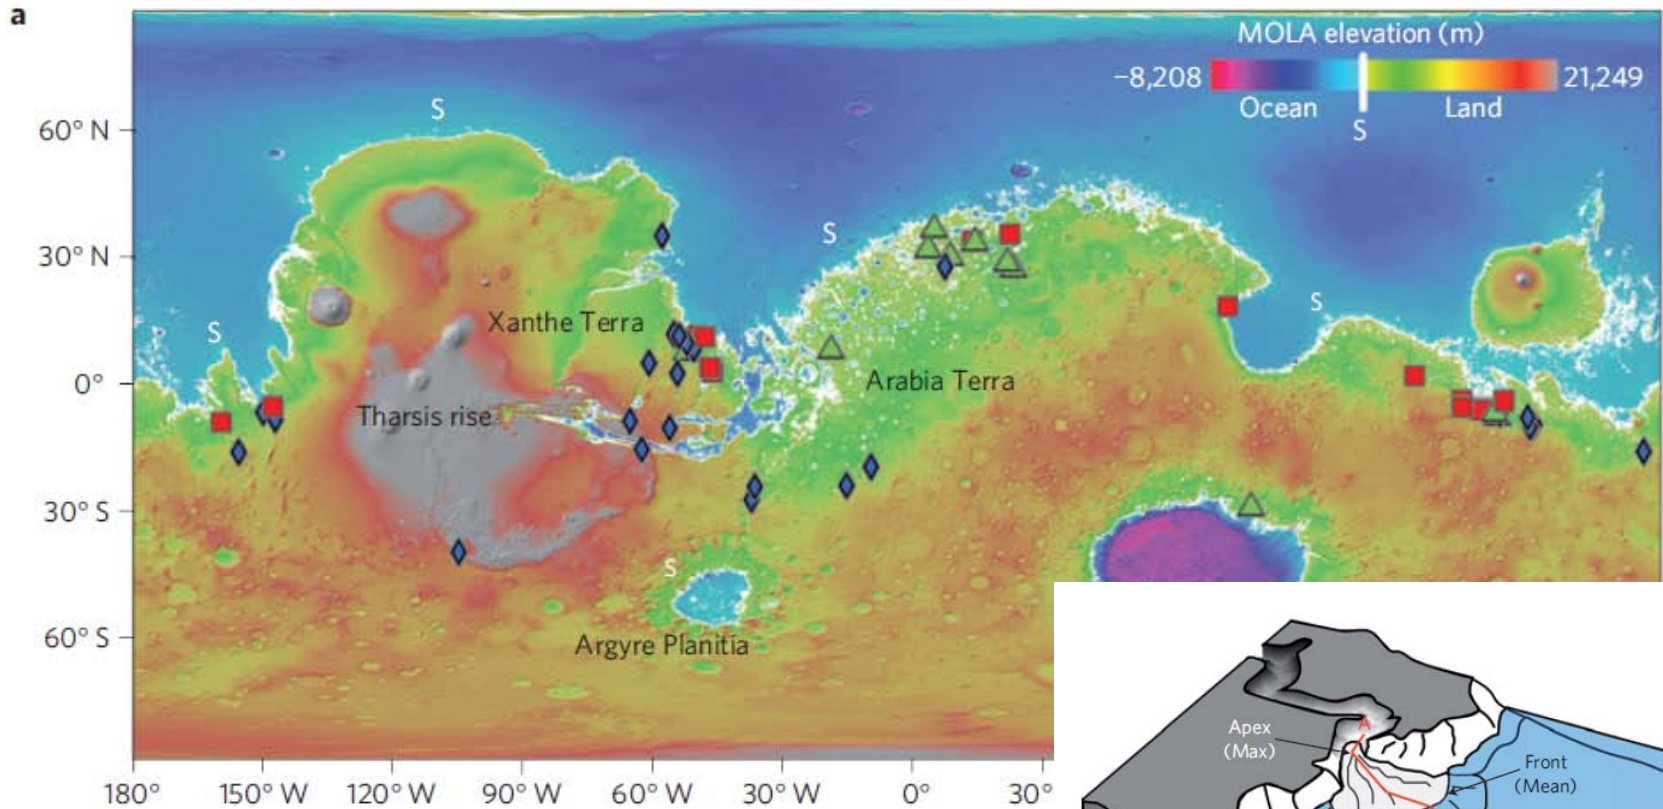 a
MOLA elevation (m)
−8,208
21,249
Ocean
Land
S
60° N
S
30° N
S
Xanthe Terra
S
S
0°
Arabia Terra
Tharsis rise
30° S
S
60° S
Argyre Planitia
Apex
(Max)
A
Front
(Mean)
180°
150° W
120° W
90° W
60° W
30° W
0°
30°